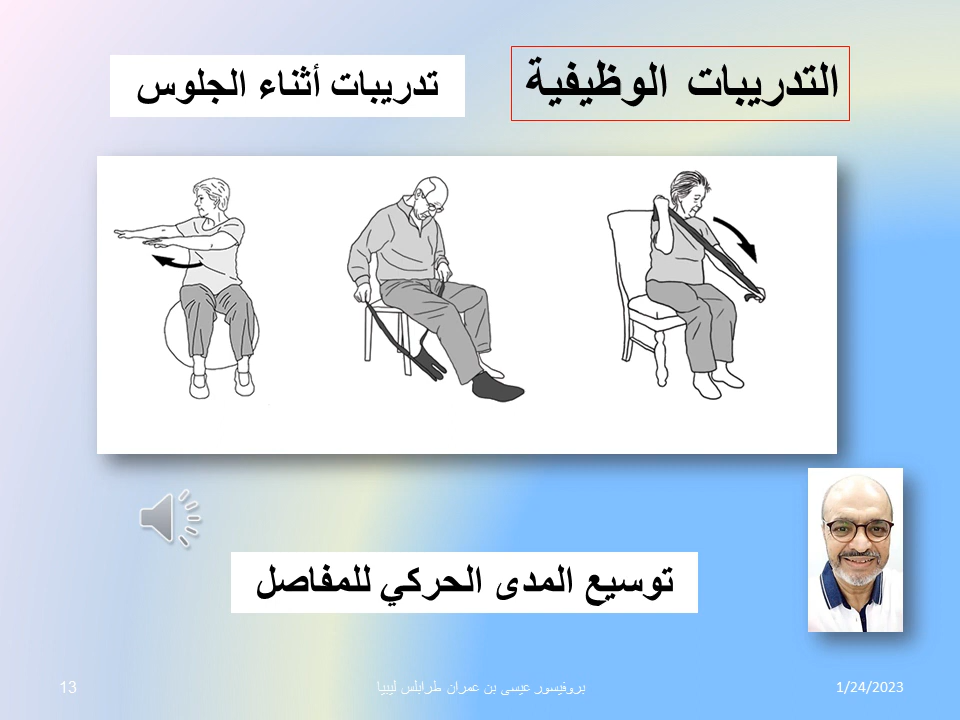 التدريبات الوظيفية
تدريبات أثناء الجلوس
توسيع المدى الحركي للمفاصل
13
بروفيسور عيسى بن عمران طرابلس ليبيا
1/24/2023